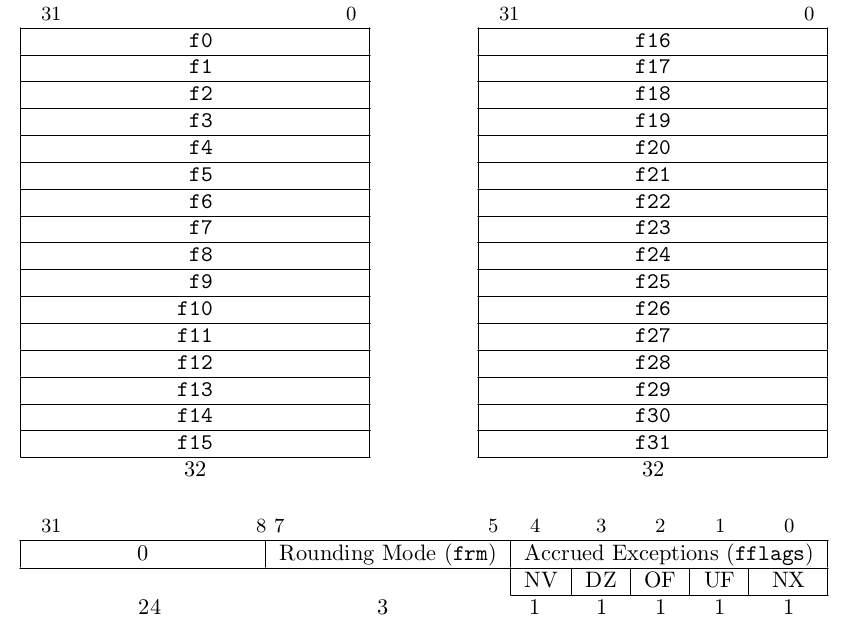 31 0 31 0
f0 f16
f1 f17
f2 f18
f3 f19
f4 f20
f5 f21
f6 f22
f7 f23
f8 f24
f9 f25
f10 f26
f11 f27
f12 f28
f13 f29
f14 f30
f15 f31
32 32
31 8 7 5 4 3 2 1 0
0 Rounding Mode (frm) Accrued Exceptions (fflags)
NV DZ OF UF NX
24 3 1 1 1 1 1